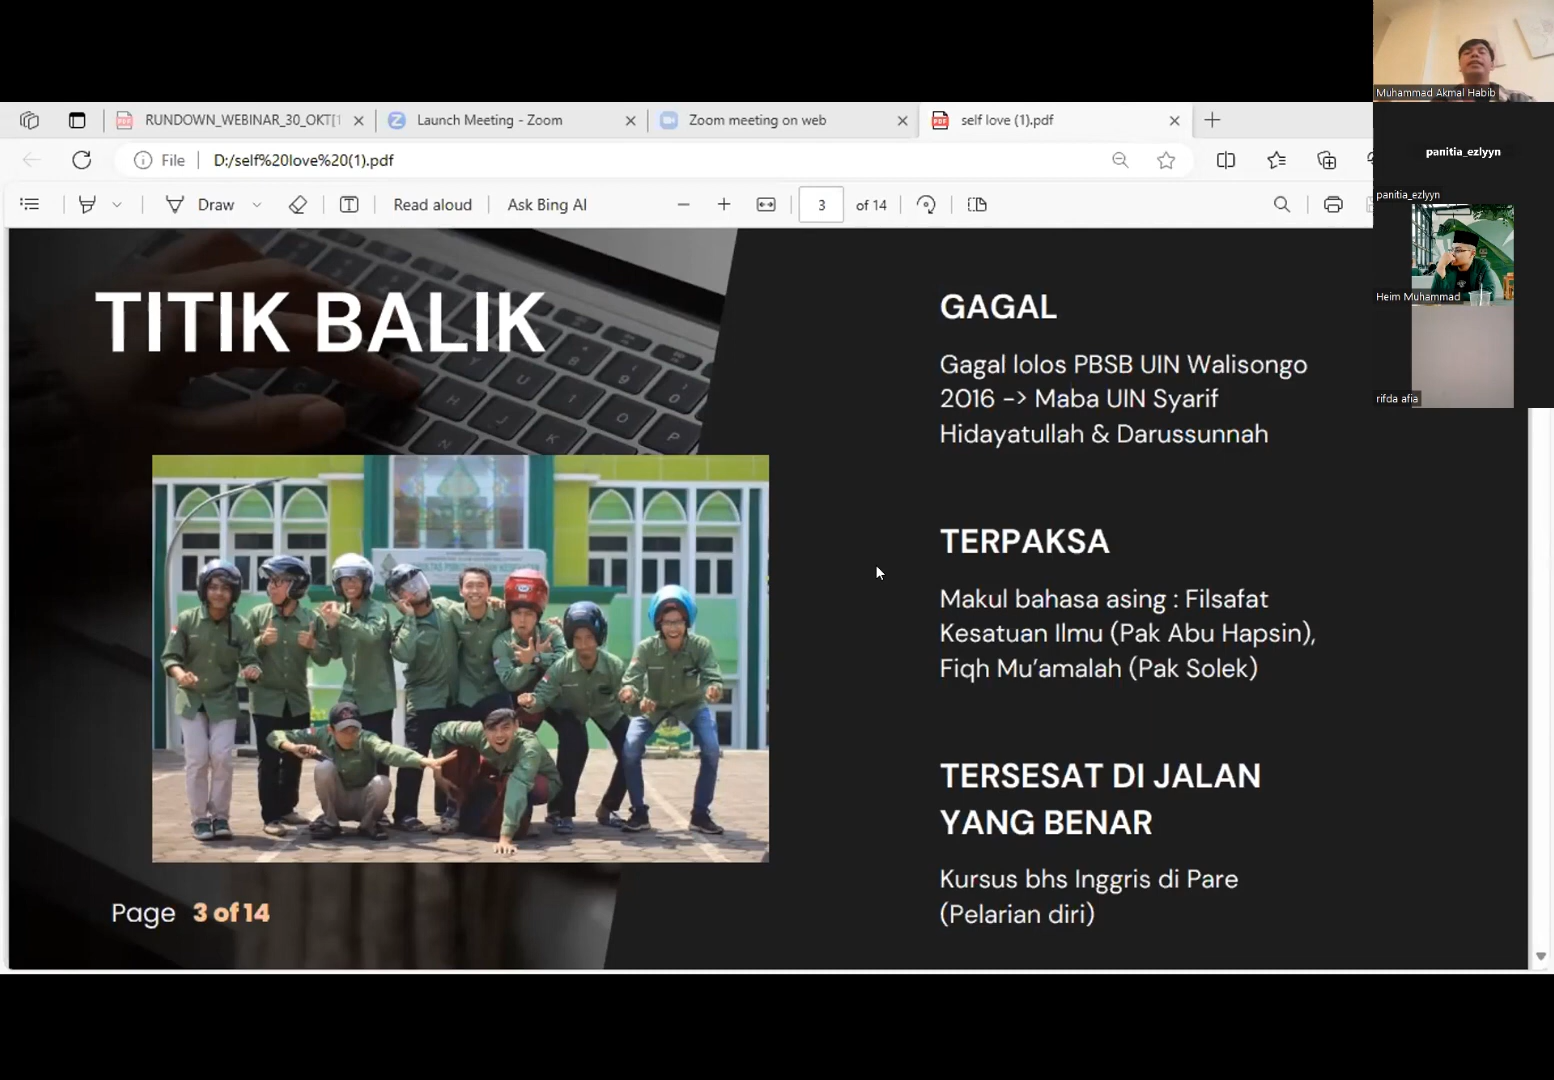 Muhammad Akmal Habib
RUNDOWN_WEBINAR_30_OKT[1
Launch Meeting - Zoom
Zoom meeting on web
self love (1).pdf
panitia_ezlyyn
File
D:/self%20love%20(1).pdf
panitia_ezlyyn
Draw
Read aloud
Ask Bing AI
3
of 14
TITIK BALIK
GAGAL
Heim Muhammad
Gagal lolos PBSB UIN Walisongo
2016 -> Maba UIN Syarif
Hidayatullah & Darussunnah
rifda afia
TERPAKSA
Makul bahasa asing : Filsafat
Kesatuan Ilmu (Pak Abu Hapsin),
Fiqh Mu'amalah (Pak Solek)
TERSESAT DI JALAN
YANG BENAR
Kursus bhs Inggris di Pare
(Pelarian diri)
Page 3 of 14